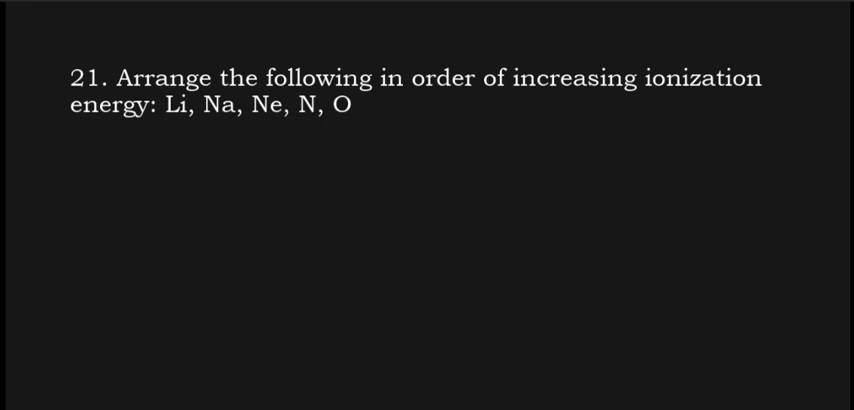 21. Arrange the following in order of increasing ionization
energy: Li, Na, Ne, N, O